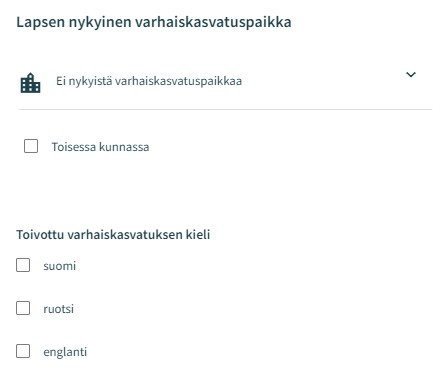 Lapsen nykyinen varhaiskasvatuspaikka
Ei nykyistä varhaiskasvatuspaikkaa
Toisessa kunnassa
Toivottu varhaiskasvatuksen kieli
suomi
ruotsi
englanti